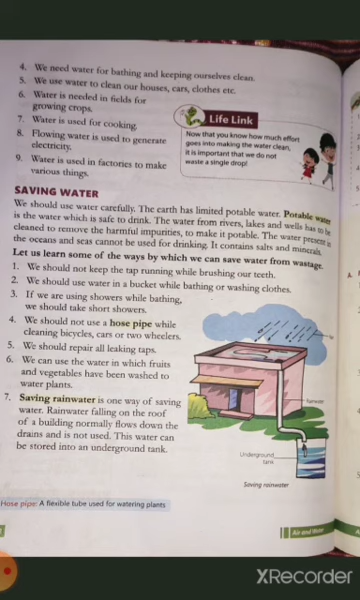 4. We need water for bathing and keeping ourselves clean.
5. We use water to clean our houses, cars, clothes etc.
6. Water is needed in fields for
growing crops.
7. Water is used for cooking.
8. Flowing water is used to generate
electricity.
9. Water is used in factories to make
various things.
Life Link
Now that you know how much effort
goes into making the water clean,
it is important that we do not
waste a single drop!
SAVING WATER
We should use water carefully. The earth has limited potable water. Potable water
is the water which is safe to drink. The water from rivers, lakes and wells has to be
cleaned to remove the harmful impurities, to make it potable. The water present in
the oceans and seas cannot be used for drinking. It contains salts and minerals.
Let us learn some of the ways by which we can save water from wastage.
1. We should not keep the tap running while brushing our teeth.
2. We should use water in a bucket while bathing or washing clothes.
3. If we are using showers while bathing,
we should take short showers.
4. We should not use a hose pipe while
cleaning bicycles, cars or two wheelers.
5. We should repair all leaking taps.
6. We can use the water in which fruits
and vegetables have been washed to
water plants.
7. Saving rainwater is one way of saving
water. Rainwater falling on the roof
of a building normally flows down the
drains and is not used. This water can
be stored into an underground tank.
Rainwater
Underground
tank
Saving rainwater
Hose pipe: A flexible tube used for watering plants
Air and Water
XRecorder